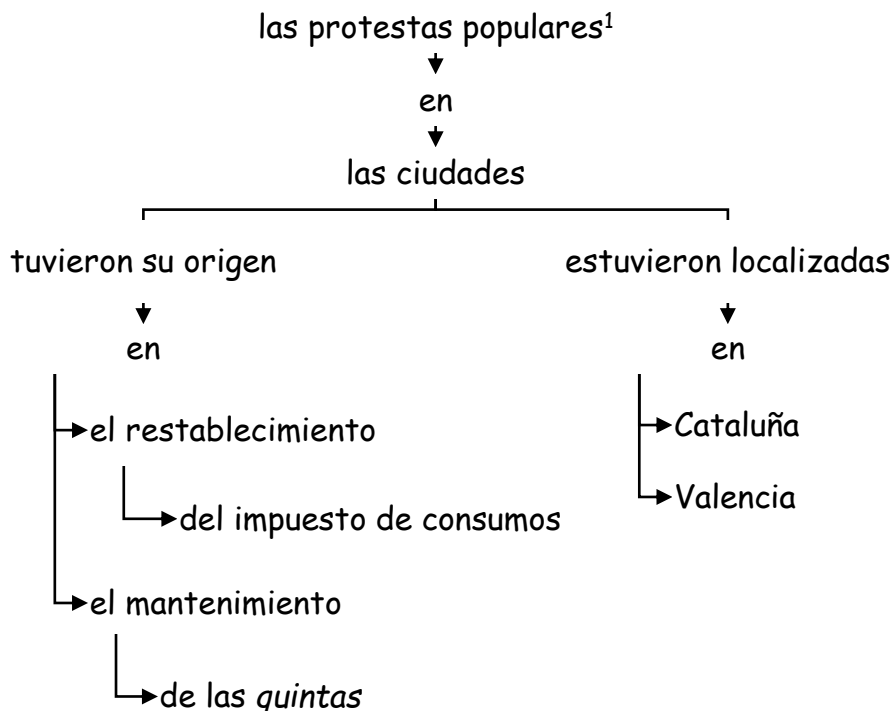 las protestas populares¹
en
las ciudades
tuvieron su origen
en
el restablecimiento
del impuesto de consumos
el mantenimiento
de las quintas
estuvieron localizadas
en
Cataluña
Valencia